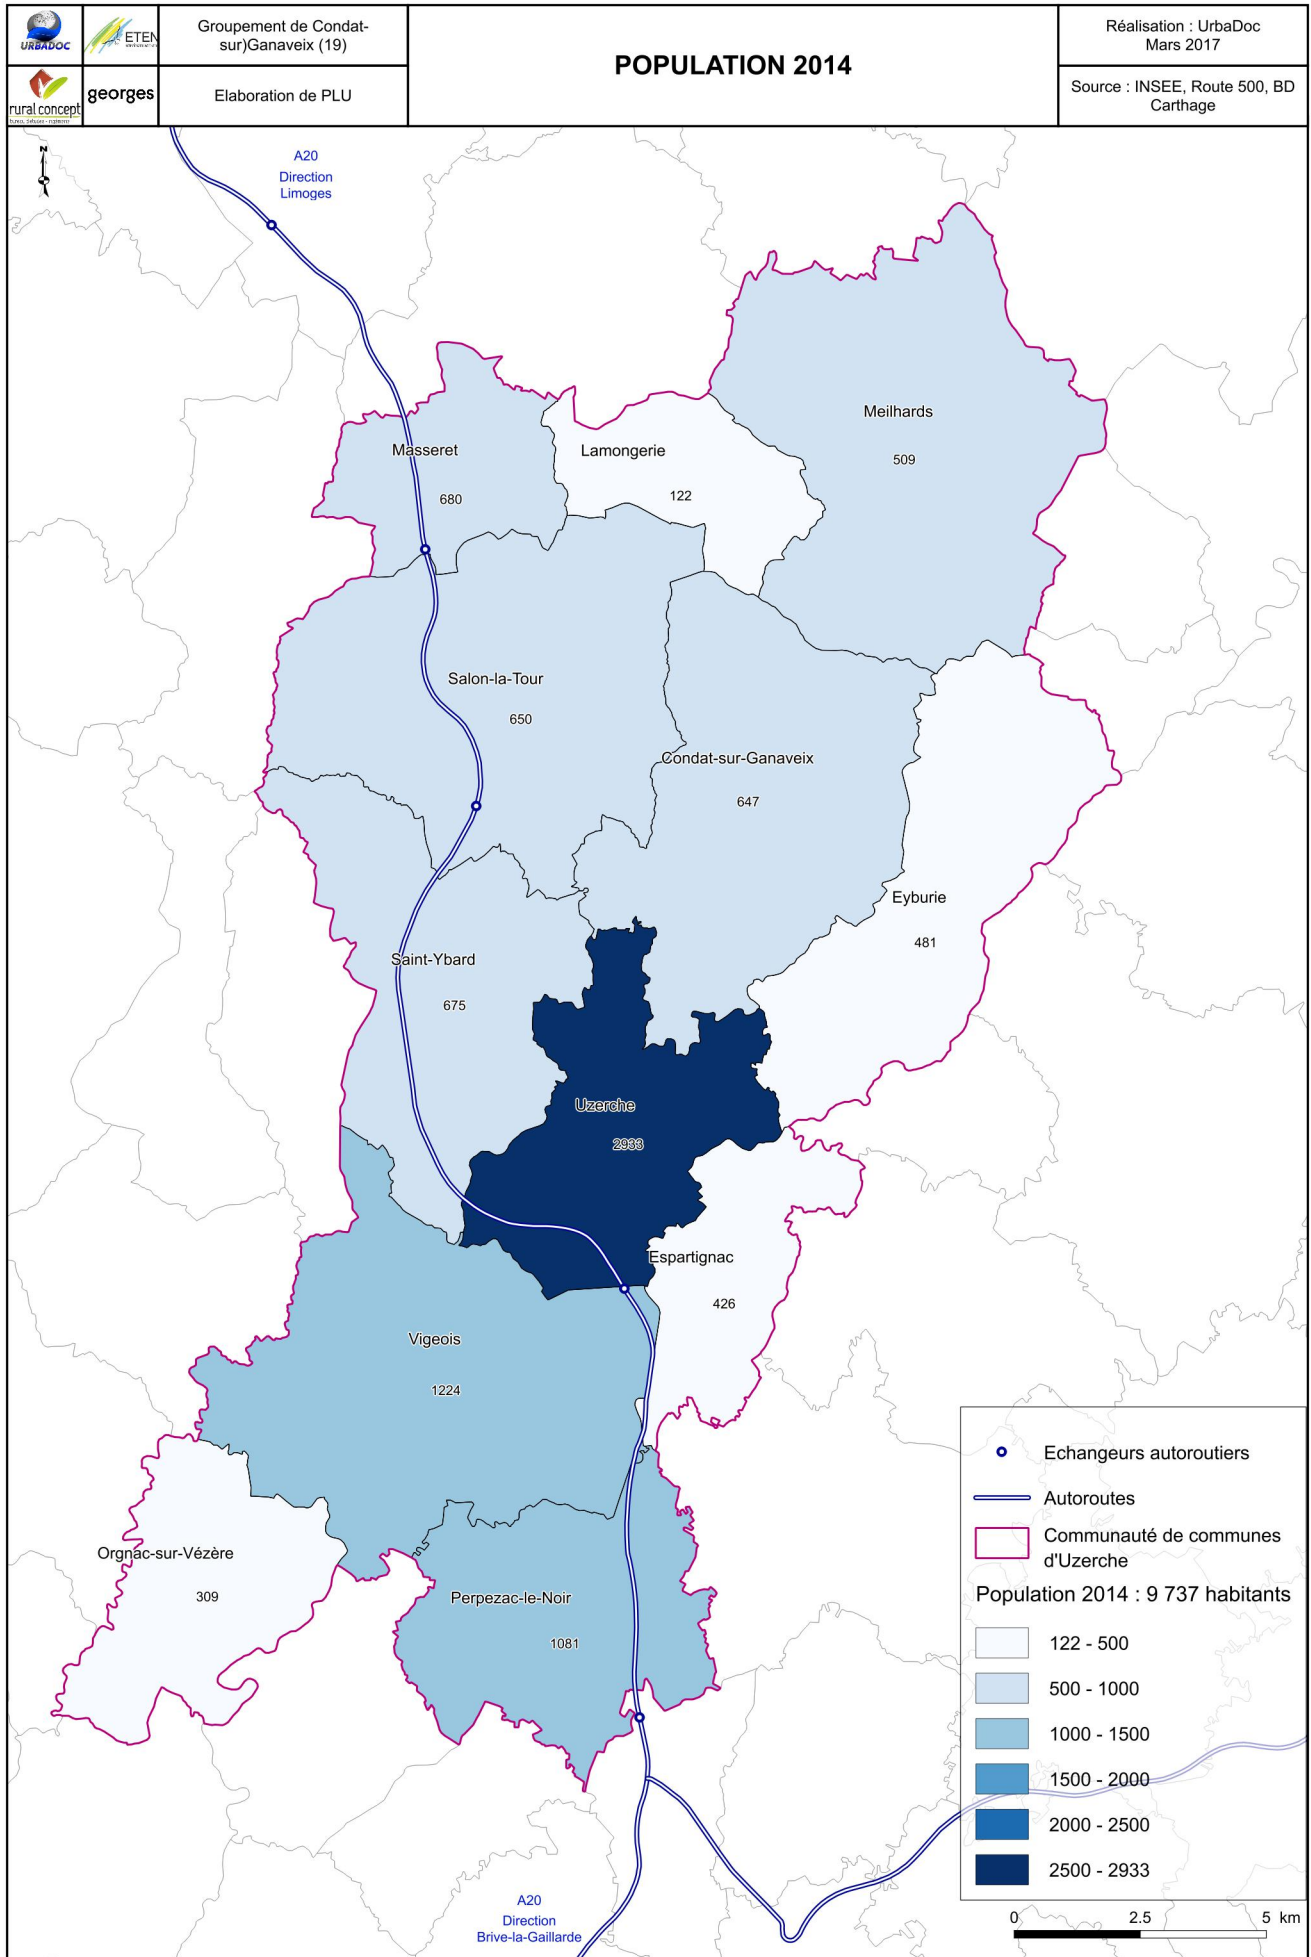 URBADOC
ETEN
Groupement de Condat-
sur)Ganaveix (19)
POPULATION 2014
Réalisation : UrbaDoc
Mars 2017
rural concept
georges
Elaboration de PLU
Source : INSEE, Route 500, BD
Carthage
N
A20
Direction
Limoges
Meilhards
509
Masseret
680
Lamongerie
122
Salon-la-Tour
650
Condat-sur-Ganaveix
647
Eyburie
481
Saint-Ybard
675
Uzerche
2933
Espartignac
426
Vigeois
1224
Orgnac-sur-Vézère
309
Perpezac-le-Noir
1081
A20
Direction
Brive-la-Gaillarde
Echangeurs autoroutiers
Autoroutes
Communauté de communes
d'Uzerche
Population 2014 : 9 737 habitants
122 - 500
500 - 1000
1000 - 1500
1500 - 2000
2000 - 2500
2500 - 2933
0 2.5 5 km